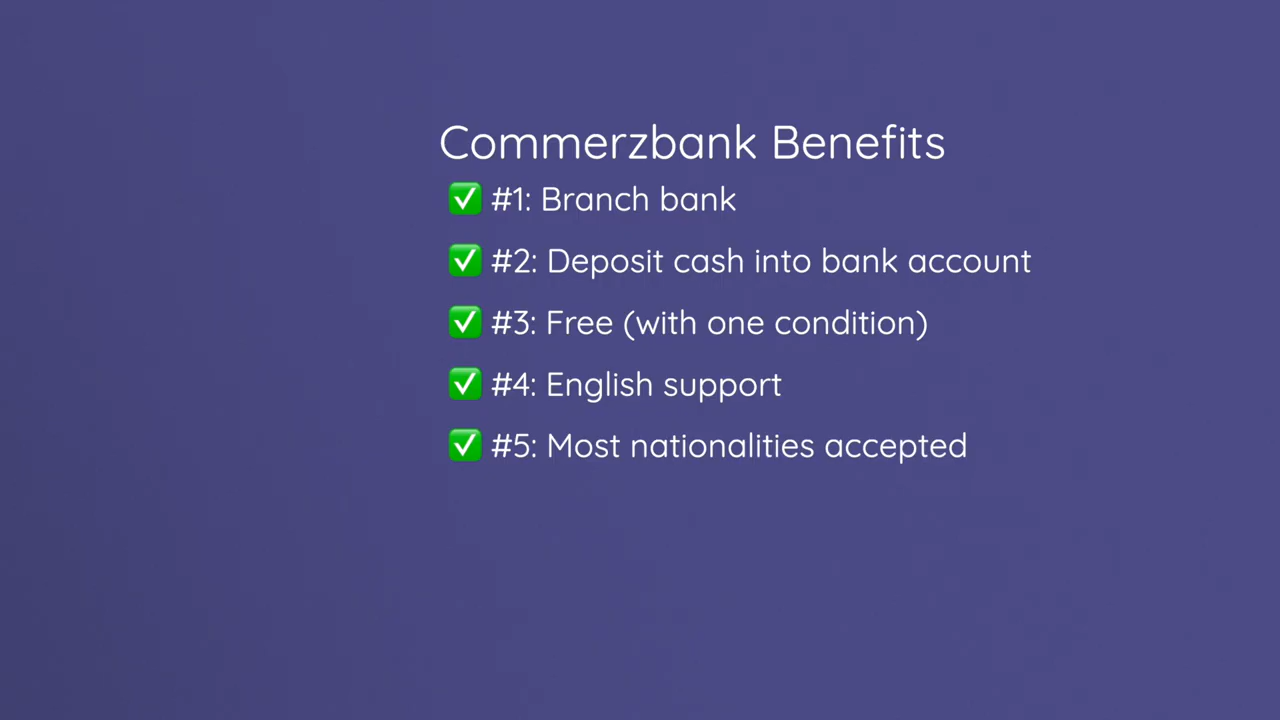 Commerzbank Benefits
✅ #1: Branch bank
✅ #2: Deposit cash into bank account
✅ #3: Free (with one condition)
✅ #4: English support
✅ #5: Most nationalities accepted